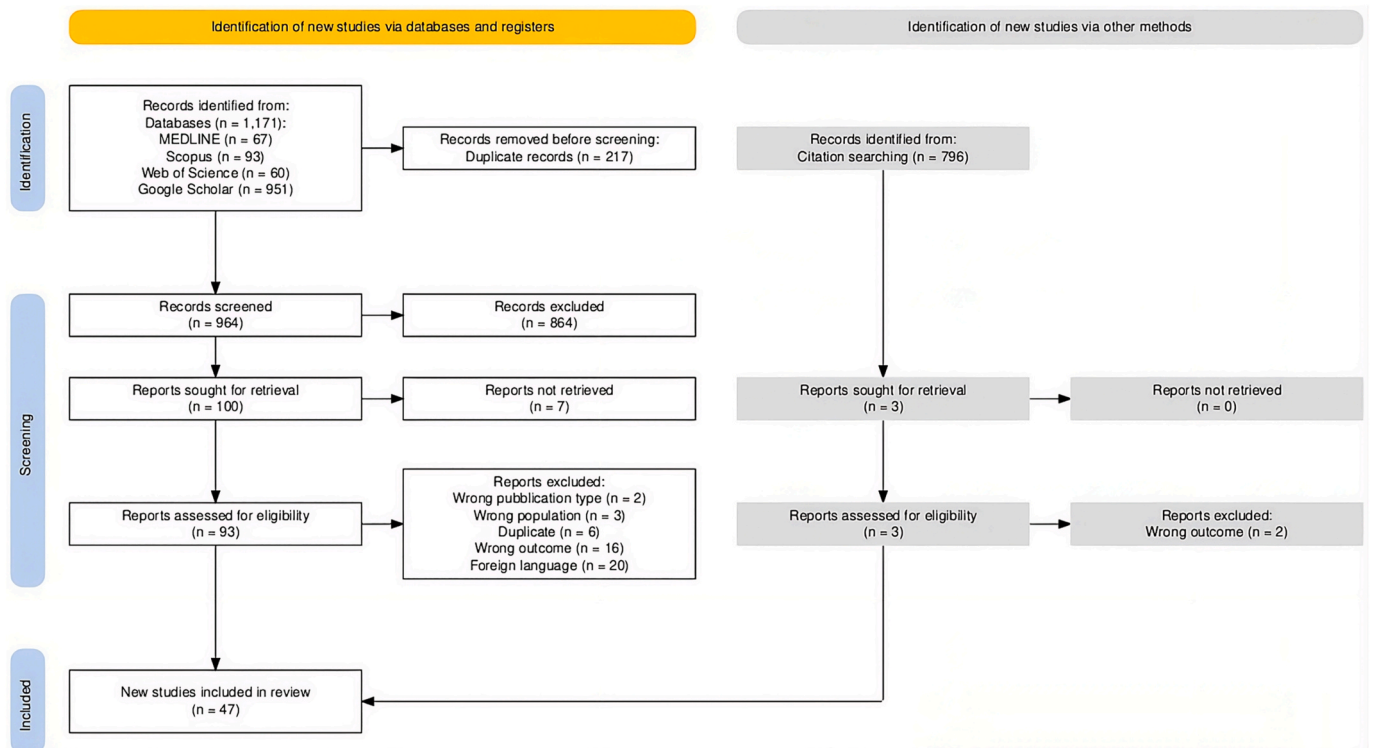 Identification of new studies via databases and registers
Identification of new studies via other methods
Identification
Records identified from:
Databases (n = 1,171):
MEDLINE (n = 67)
Scopus (n = 93)
Web of Science (n = 60)
Google Scholar (n = 951)
Records removed before screening:
Duplicate records (n = 217)
Records identified from:
Citation searching (n = 796)
Screening
Records screened
(n = 964)
Records excluded
(n = 864)
Reports sought for retrieval
(n = 100)
Reports not retrieved
(n = 7)
Reports sought for retrieval
(n = 3)
Reports not retrieved
(n = 0)
Reports assessed for eligibility
(n = 93)
Reports excluded:
Wrong pubblication type (n = 2)
Wrong population (n = 3)
Duplicate (n = 6)
Wrong outcome (n = 16)
Foreign language (n = 20)
Reports assessed for eligibility
(n = 3)
Reports excluded:
Wrong outcome (n = 2)
Included
New studies included in review
(n = 47)